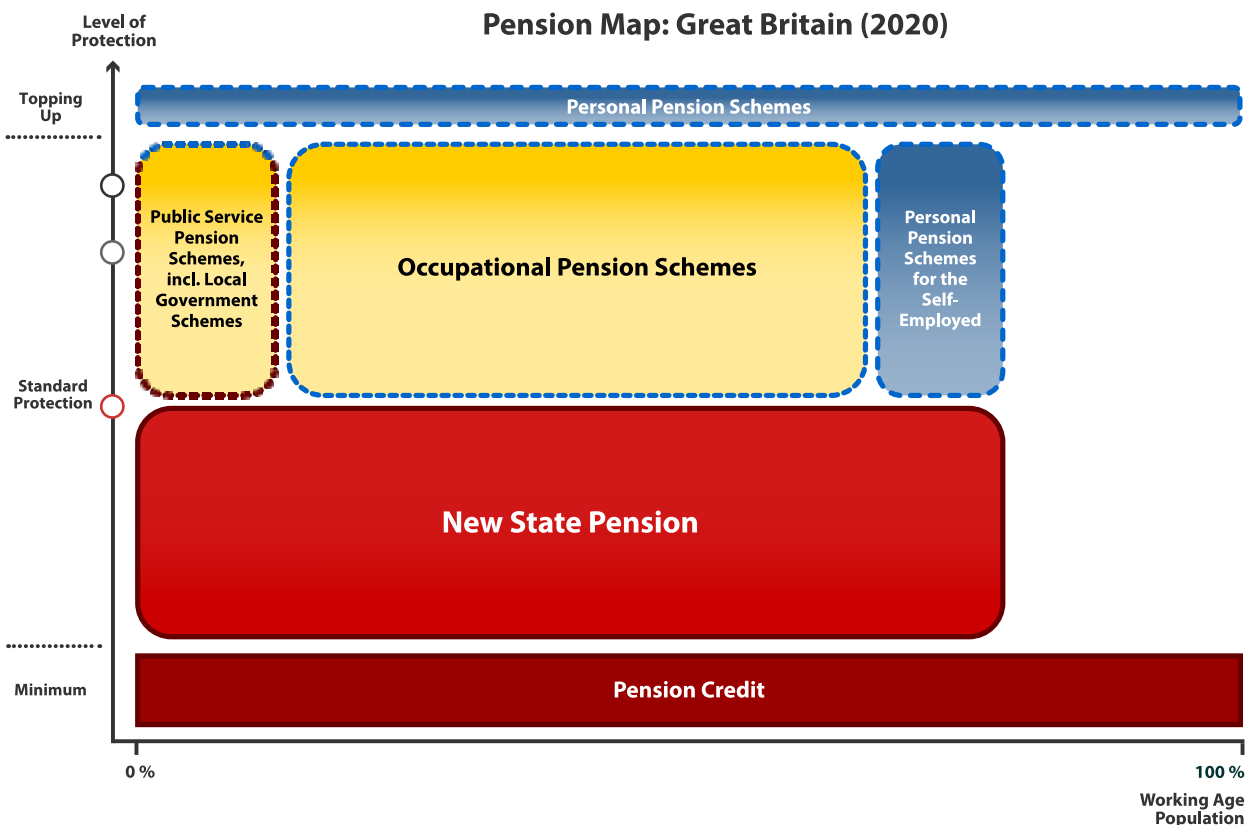 Pension Map: Great Britain (2020)
Level of
Protection
Topping
Up
Personal Pension Schemes
Public Service
Pension
Schemes,
incl. Local
Government
Schemes
Occupational Pension Schemes
Personal
Pension
Schemes
for the
Self-
Employed
Standard
Protection
New State Pension
Minimum
Pension Credit
0 %
100 %
Working Age
Population